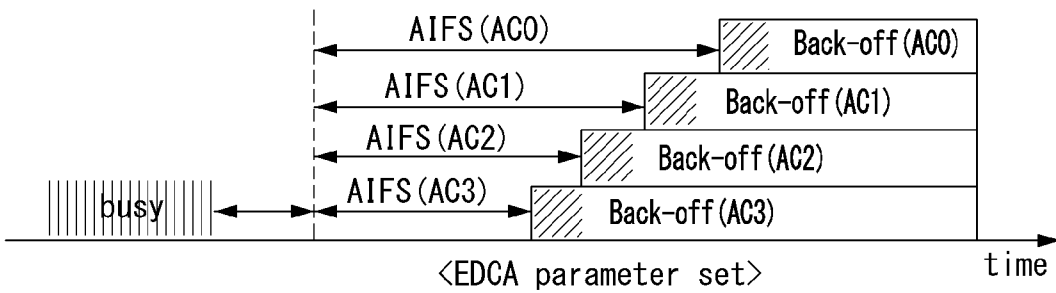 AIFS(AC0)
Back-off(AC0)
AIFS(AC1)
Back-off(AC1)
AIFS(AC2)
Back-off(AC2)
AIFS(AC3)
Back-off(AC3)
busy
time
<EDCA parameter set>